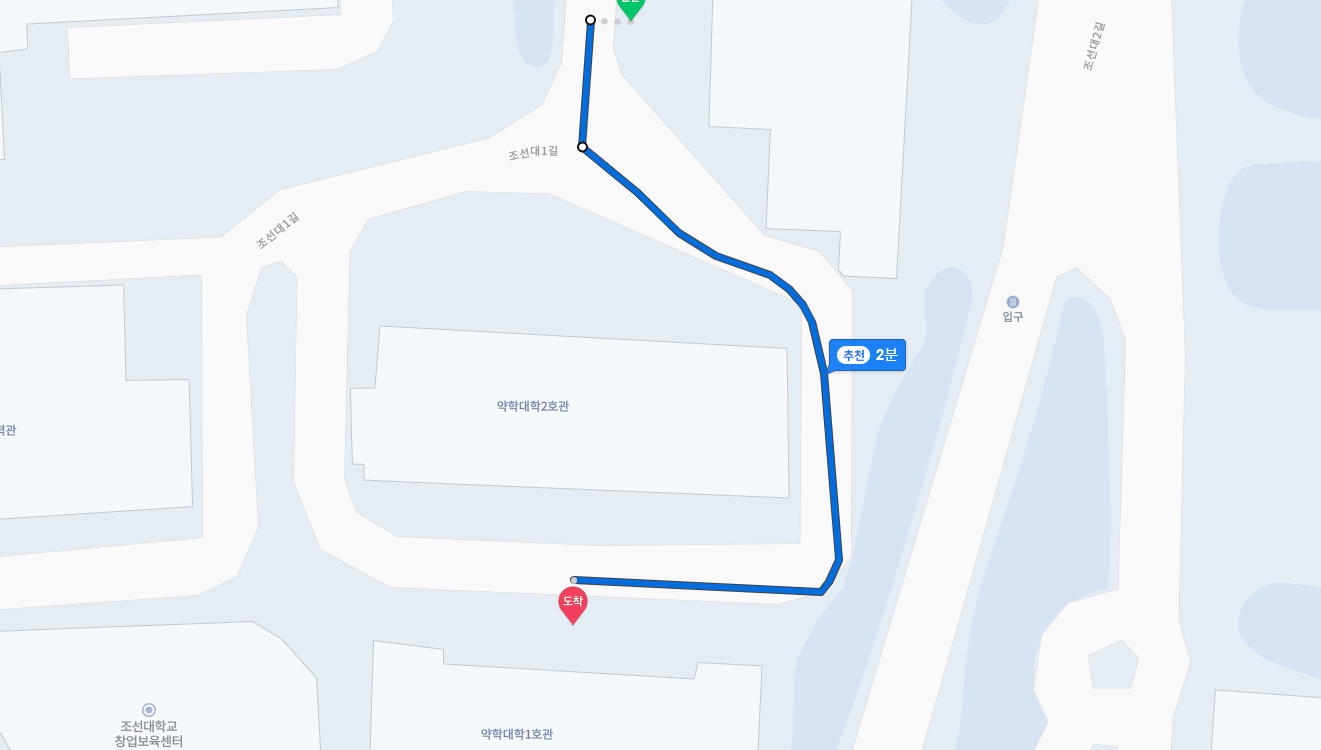 조선대2길
조선대1길
조선대1길
입구
추천 2분
약학대학2호관
도착
조선대학교
창업보육센터
약학대학1호관